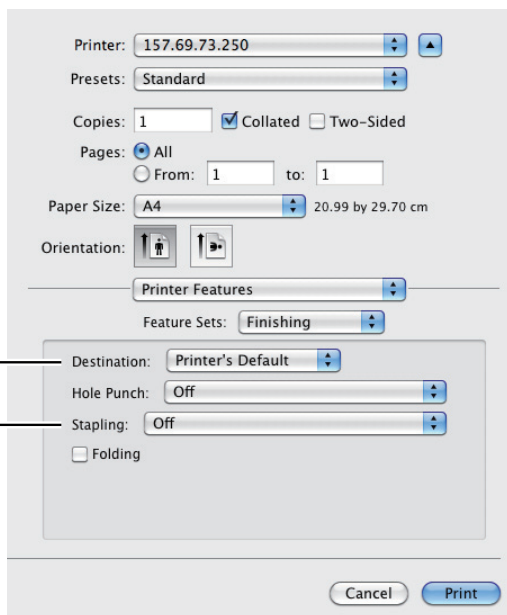 Printer: 157.69.73.250
Presets: Standard
Copies: 1 Collated Two-Sided
Pages: All
From: 1 to: 1
Paper Size: A4 20.99 by 29.70 cm
Orientation:
Printer Features
Feature Sets: Finishing
Destination: Printer's Default
Hole Punch: Off
Stapling: Off
Folding
Cancel Print